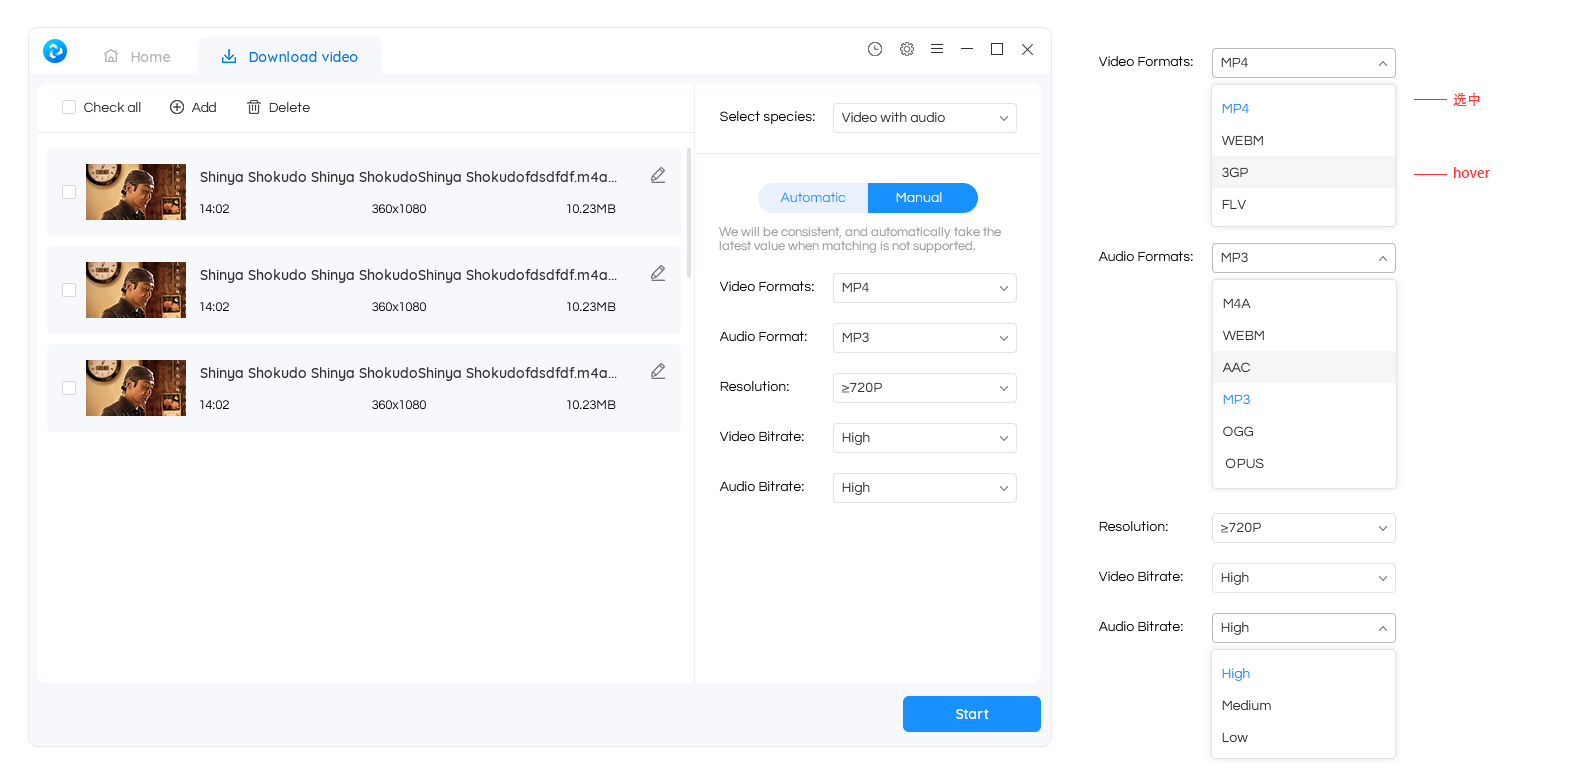 Home
Download video
Check all
Add
Delete
Shinya Shokudo Shinya ShokudoShinya Shokudofdsdfdf.m4a...
14:02
360x1080
10.23MB
Shinya Shokudo Shinya ShokudoShinya Shokudofdsdfdf.m4a...
14:02
360x1080
10.23MB
Shinya Shokudo Shinya ShokudoShinya Shokudofdsdfdf.m4a...
14:02
360x1080
10.23MB
Select species:
Video with audio
Automatic
Manual
We will be consistent, and automatically take the
latest value when matching is not supported.
Video Formats:
MP4
Audio Format:
MP3
Resolution:
≥720P
Video Bitrate:
High
Audio Bitrate:
High
Start
Video Formats:
MP4
MP4
选中
WEBM
3GP
hover
FLV
Audio Formats:
MP3
M4A
WEBM
AAC
MP3
OGG
OPUS
Resolution:
≥720P
Video Bitrate:
High
Audio Bitrate:
High
High
Medium
Low